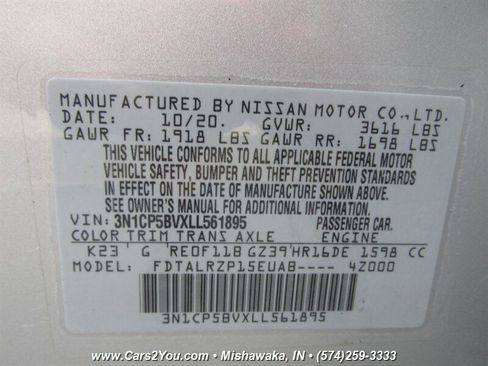 MANUFACTURED BY NISSAN MOTOR CO., LTD.
DATE: 10/20. GVWR: 3616 LBS
GAWR FR: 1918 LBS GAWR RR: 1698 LBS
THIS VEHICLE CONFORMS TO ALL APPLICABLE FEDERAL MOTOR
VEHICLE SAFETY, BUMPER AND THEFT PREVENTION STANDARDS
IN EFFECT ON THE DATE OF MANUFACTURE SHOWN ABOVE.
SEE OWNER'S MANUAL FOR ADDITIONAL INFORMATION.
VIN: 3N1CP5BVXLL561895 PASSENGER CAR.
COLOR TRIM TRANS AXLE ENGINE
K23 G RE0F11B GZ39 HR16DE 1598 CC
MODEL: FDTALRZP15EUAB---- 4Z000
3N1CP5BVXLL561895
www.Cars2You.com - Mishawaka, IN - (574)259-3333